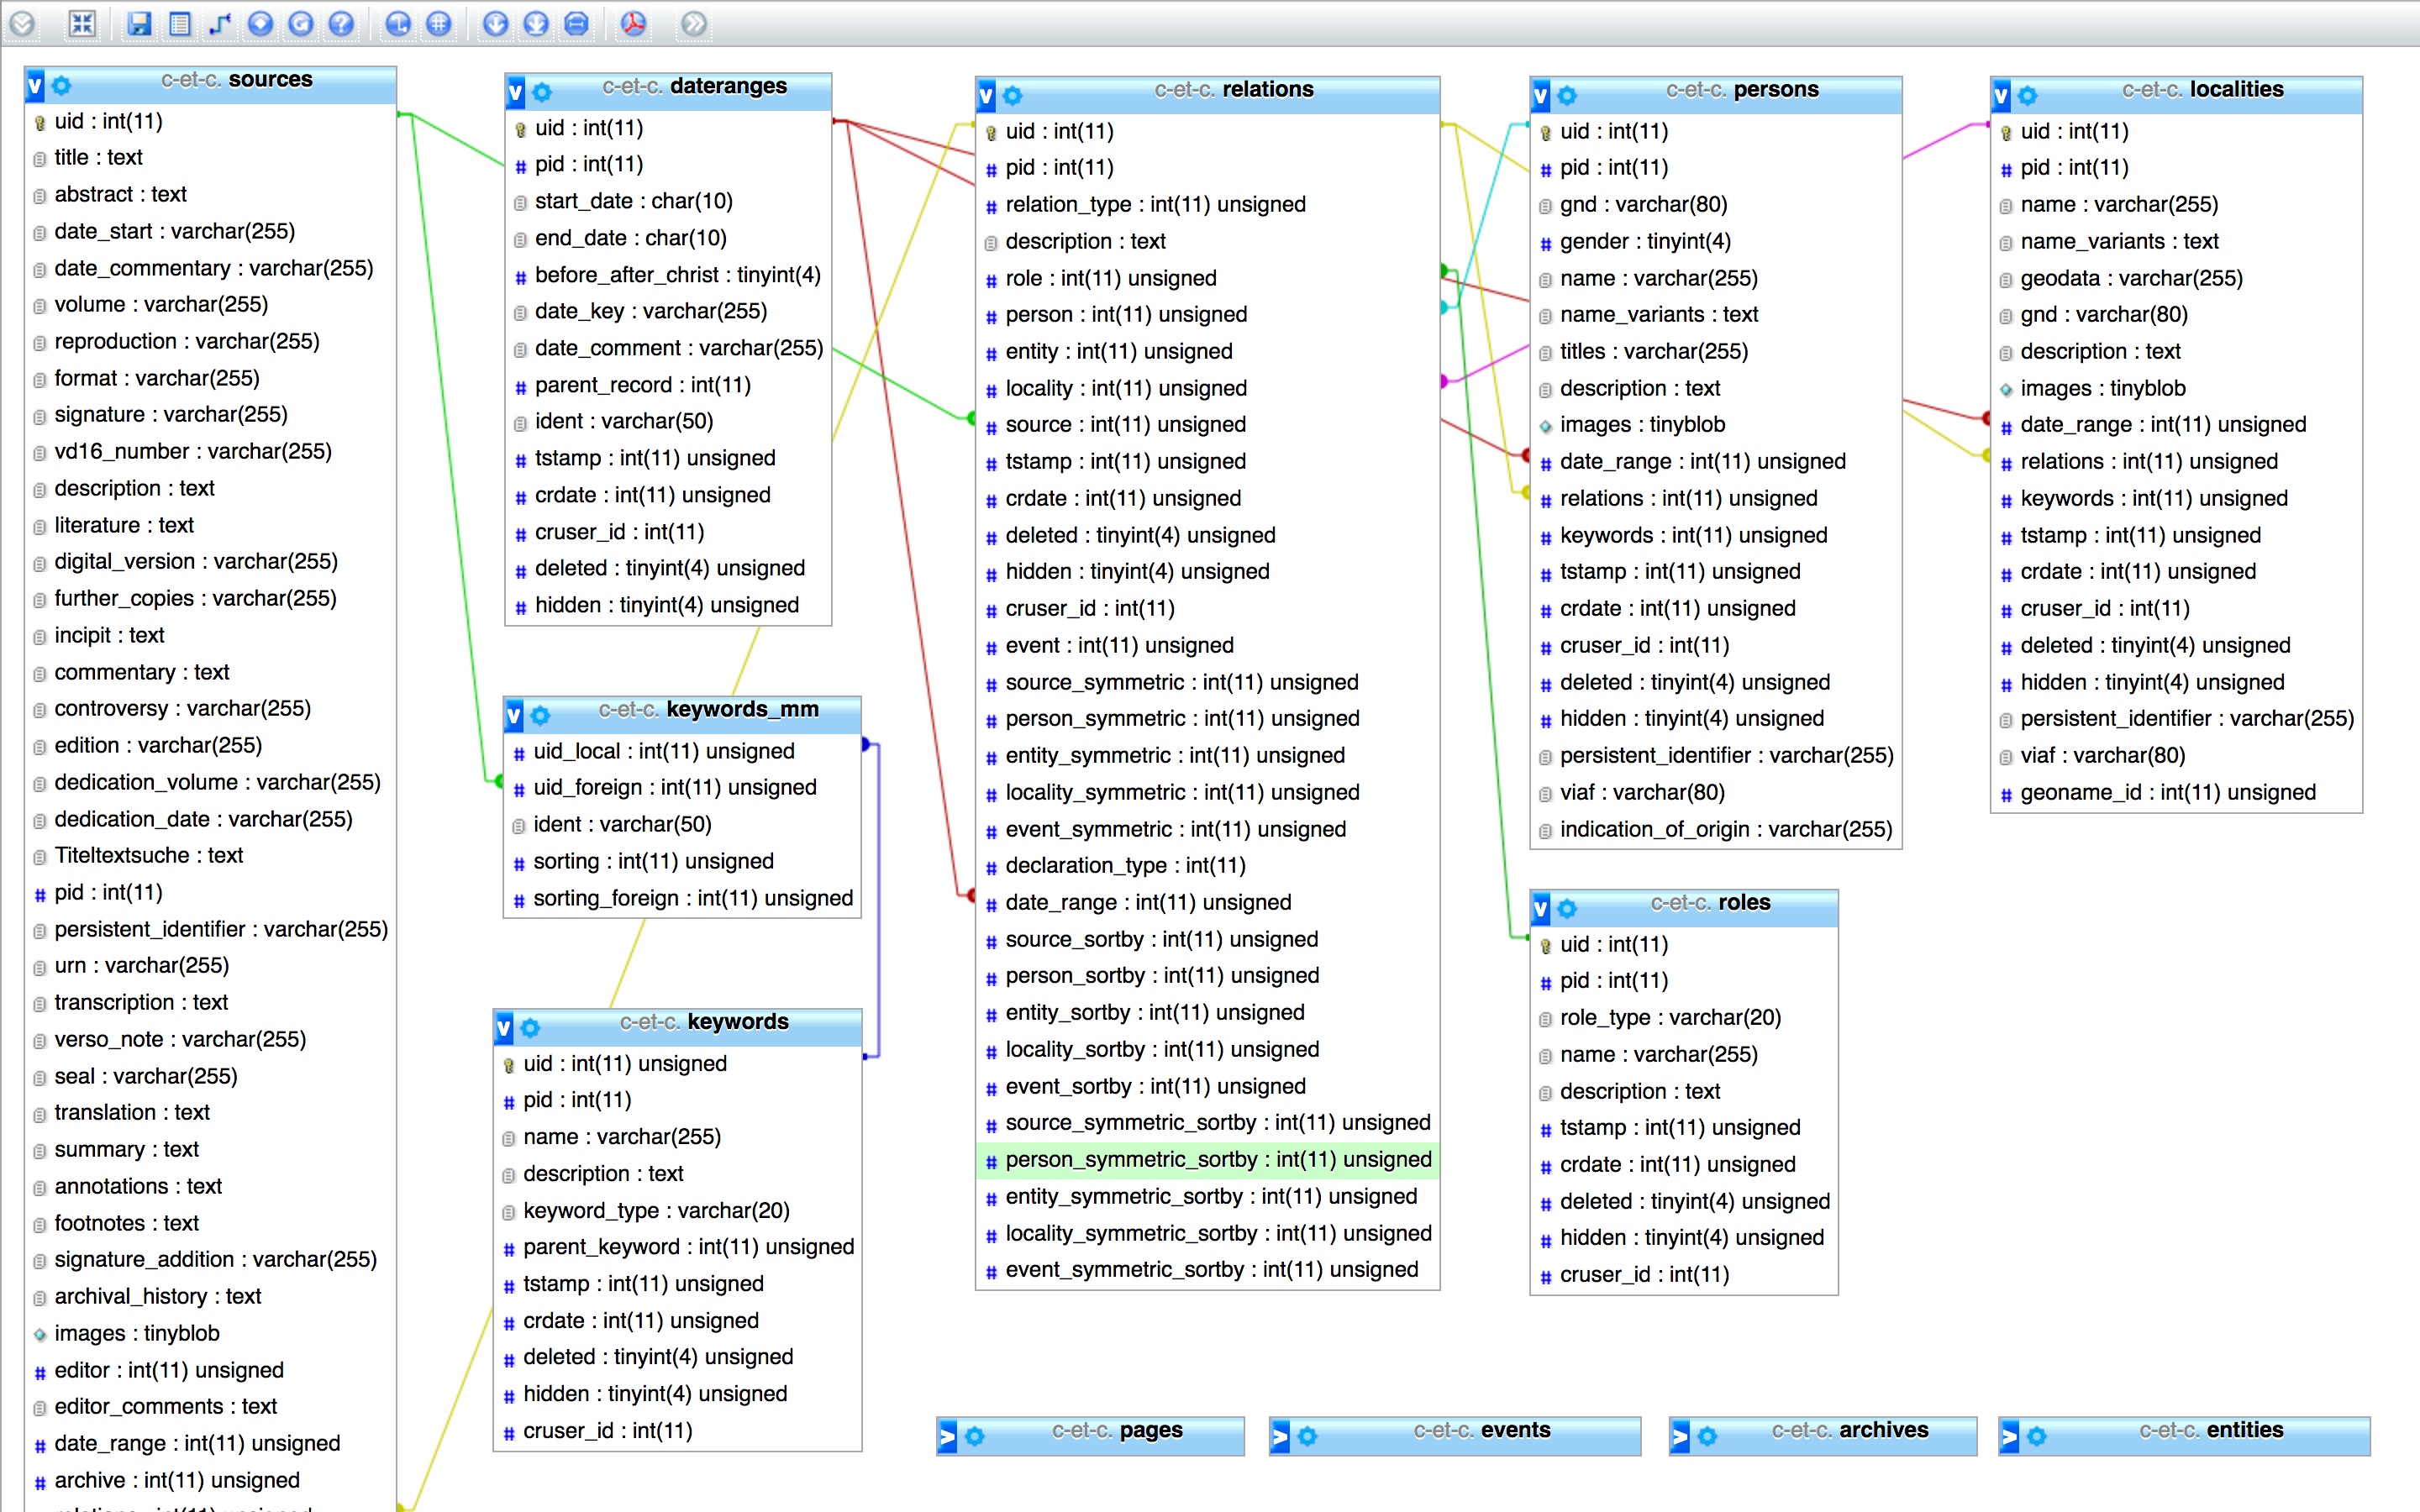 c-et-c. sources
uid : int(11)
title : text
abstract : text
date_start : varchar(255)
date_commentary : varchar(255)
volume : varchar(255)
reproduction : varchar(255)
format : varchar(255)
signature : varchar(255)
vd16_number : varchar(255)
description : text
literature : text
digital_version : varchar(255)
further_copies : varchar(255)
incipit : text
commentary : text
controversy : varchar(255)
edition : varchar(255)
dedication_volume : varchar(255)
dedication_date : varchar(255)
Titeltextsuche : text
pid : int(11)
persistent_identifier : varchar(255)
urn : varchar(255)
transcription : text
verso_note : varchar(255)
seal : varchar(255)
translation : text
summary : text
annotations : text
footnotes : text
signature_addition : varchar(255)
archival_history : text
images : tinyblob
editor : int(11) unsigned
editor_comments : text
date_range : int(11) unsigned
archive : int(11) unsigned
c-et-c. dateranges
uid : int(11)
pid : int(11)
start_date : char(10)
end_date : char(10)
before_after_christ : tinyint(4)
date_key : varchar(255)
date_comment : varchar(255)
parent_record : int(11)
ident : varchar(50)
tstamp : int(11) unsigned
crdate : int(11) unsigned
cruser_id : int(11)
deleted : tinyint(4) unsigned
hidden : tinyint(4) unsigned
c-et-c. keywords_mm
uid_local : int(11) unsigned
uid_foreign : int(11) unsigned
ident : varchar(50)
sorting : int(11) unsigned
sorting_foreign : int(11) unsigned
c-et-c. keywords
uid : int(11) unsigned
pid : int(11)
name : varchar(255)
description : text
keyword_type : varchar(20)
parent_keyword : int(11) unsigned
tstamp : int(11) unsigned
crdate : int(11) unsigned
deleted : tinyint(4) unsigned
hidden : tinyint(4) unsigned
cruser_id : int(11)
c-et-c. relations
uid : int(11)
pid : int(11)
relation_type : int(11) unsigned
description : text
role : int(11) unsigned
person : int(11) unsigned
entity : int(11) unsigned
locality : int(11) unsigned
source : int(11) unsigned
tstamp : int(11) unsigned
crdate : int(11) unsigned
deleted : tinyint(4) unsigned
hidden : tinyint(4) unsigned
cruser_id : int(11)
event : int(11) unsigned
source_symmetric : int(11) unsigned
person_symmetric : int(11) unsigned
entity_symmetric : int(11) unsigned
locality_symmetric : int(11) unsigned
event_symmetric : int(11) unsigned
declaration_type : int(11)
date_range : int(11) unsigned
source_sortby : int(11) unsigned
person_sortby : int(11) unsigned
entity_sortby : int(11) unsigned
locality_sortby : int(11) unsigned
event_sortby : int(11) unsigned
source_symmetric_sortby : int(11) unsigned
person_symmetric_sortby : int(11) unsigned
entity_symmetric_sortby : int(11) unsigned
locality_symmetric_sortby : int(11) unsigned
event_symmetric_sortby : int(11) unsigned
c-et-c. persons
uid : int(11)
pid : int(11)
gnd : varchar(80)
gender : tinyint(4)
name : varchar(255)
name_variants : text
titles : varchar(255)
description : text
images : tinyblob
date_range : int(11) unsigned
relations : int(11) unsigned
keywords : int(11) unsigned
tstamp : int(11) unsigned
crdate : int(11) unsigned
cruser_id : int(11)
deleted : tinyint(4) unsigned
hidden : tinyint(4) unsigned
persistent_identifier : varchar(255)
viaf : varchar(80)
indication_of_origin : varchar(255)
c-et-c. roles
uid : int(11)
pid : int(11)
role_type : varchar(20)
name : varchar(255)
description : text
tstamp : int(11) unsigned
crdate : int(11) unsigned
deleted : tinyint(4) unsigned
hidden : tinyint(4) unsigned
cruser_id : int(11)
c-et-c. localities
uid : int(11)
pid : int(11)
name : varchar(255)
name_variants : text
geodata : varchar(255)
gnd : varchar(80)
description : text
images : tinyblob
date_range : int(11) unsigned
relations : int(11) unsigned
keywords : int(11) unsigned
tstamp : int(11) unsigned
crdate : int(11) unsigned
cruser_id : int(11)
deleted : tinyint(4) unsigned
hidden : tinyint(4) unsigned
persistent_identifier : varchar(255)
viaf : varchar(80)
geoname_id : int(11) unsigned
c-et-c. pages
c-et-c. events
c-et-c. archives
c-et-c. entities